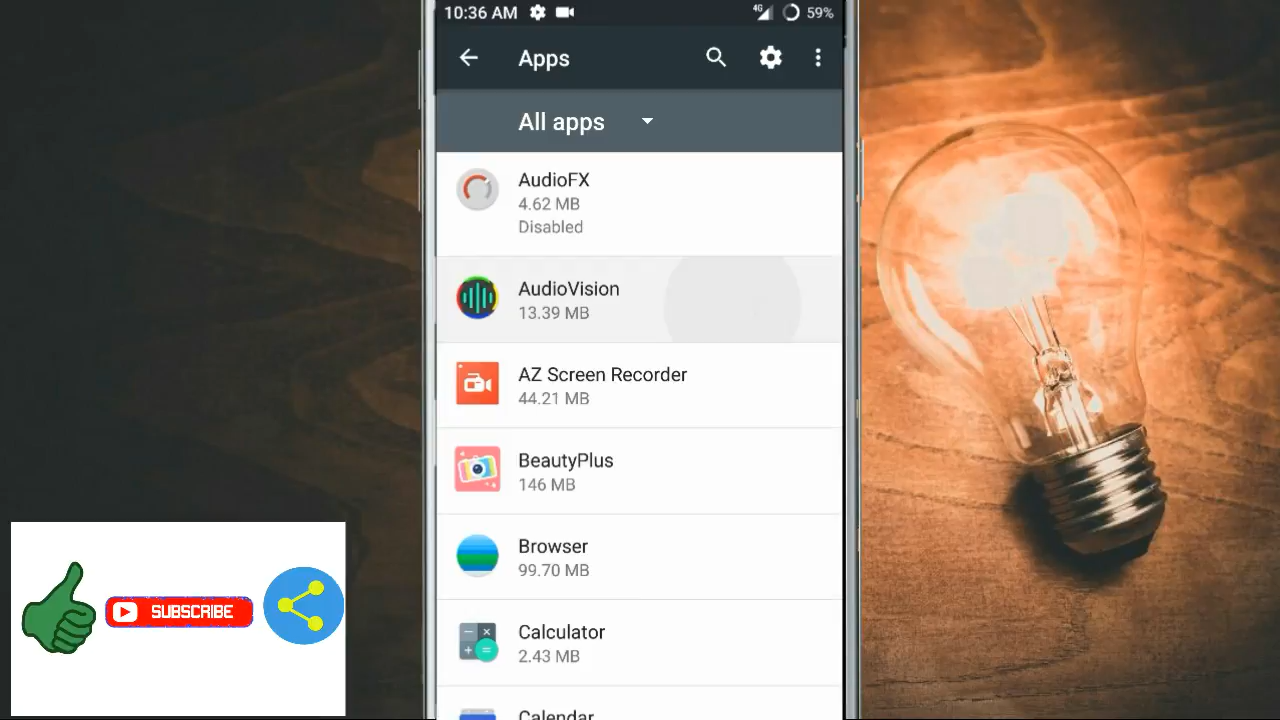 10:36 AM
4G
59%
Apps
All apps
AudioFX
4.62 MB
Disabled
AudioVision
13.39 MB
AZ Screen Recorder
44.21 MB
BeautyPlus
146 MB
Browser
99.70 MB
Calculator
2.43 MB
Calendar
SUBSCRIBE